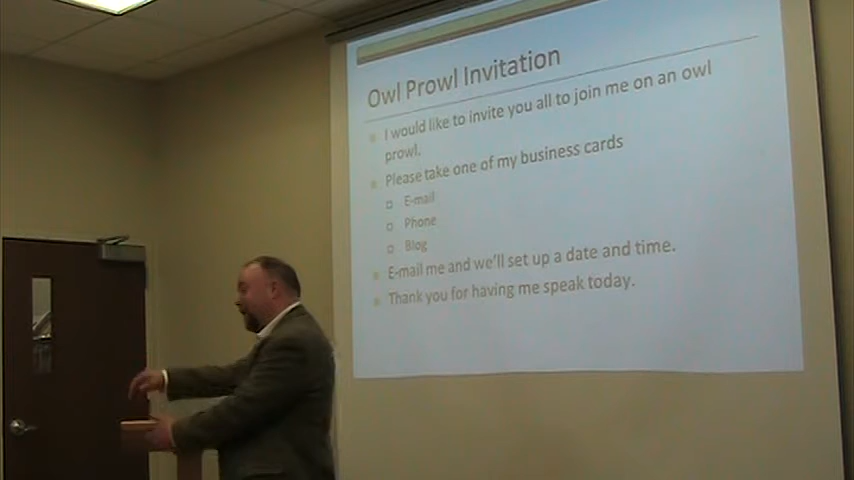 Owl Prowl Invitation
I would like to invite you all to join me on an owl
prowl.
Please take one of my business cards
E-mail
Phone
Blog
E-mail me and we'll set up a date and time.
Thank you for having me speak today.